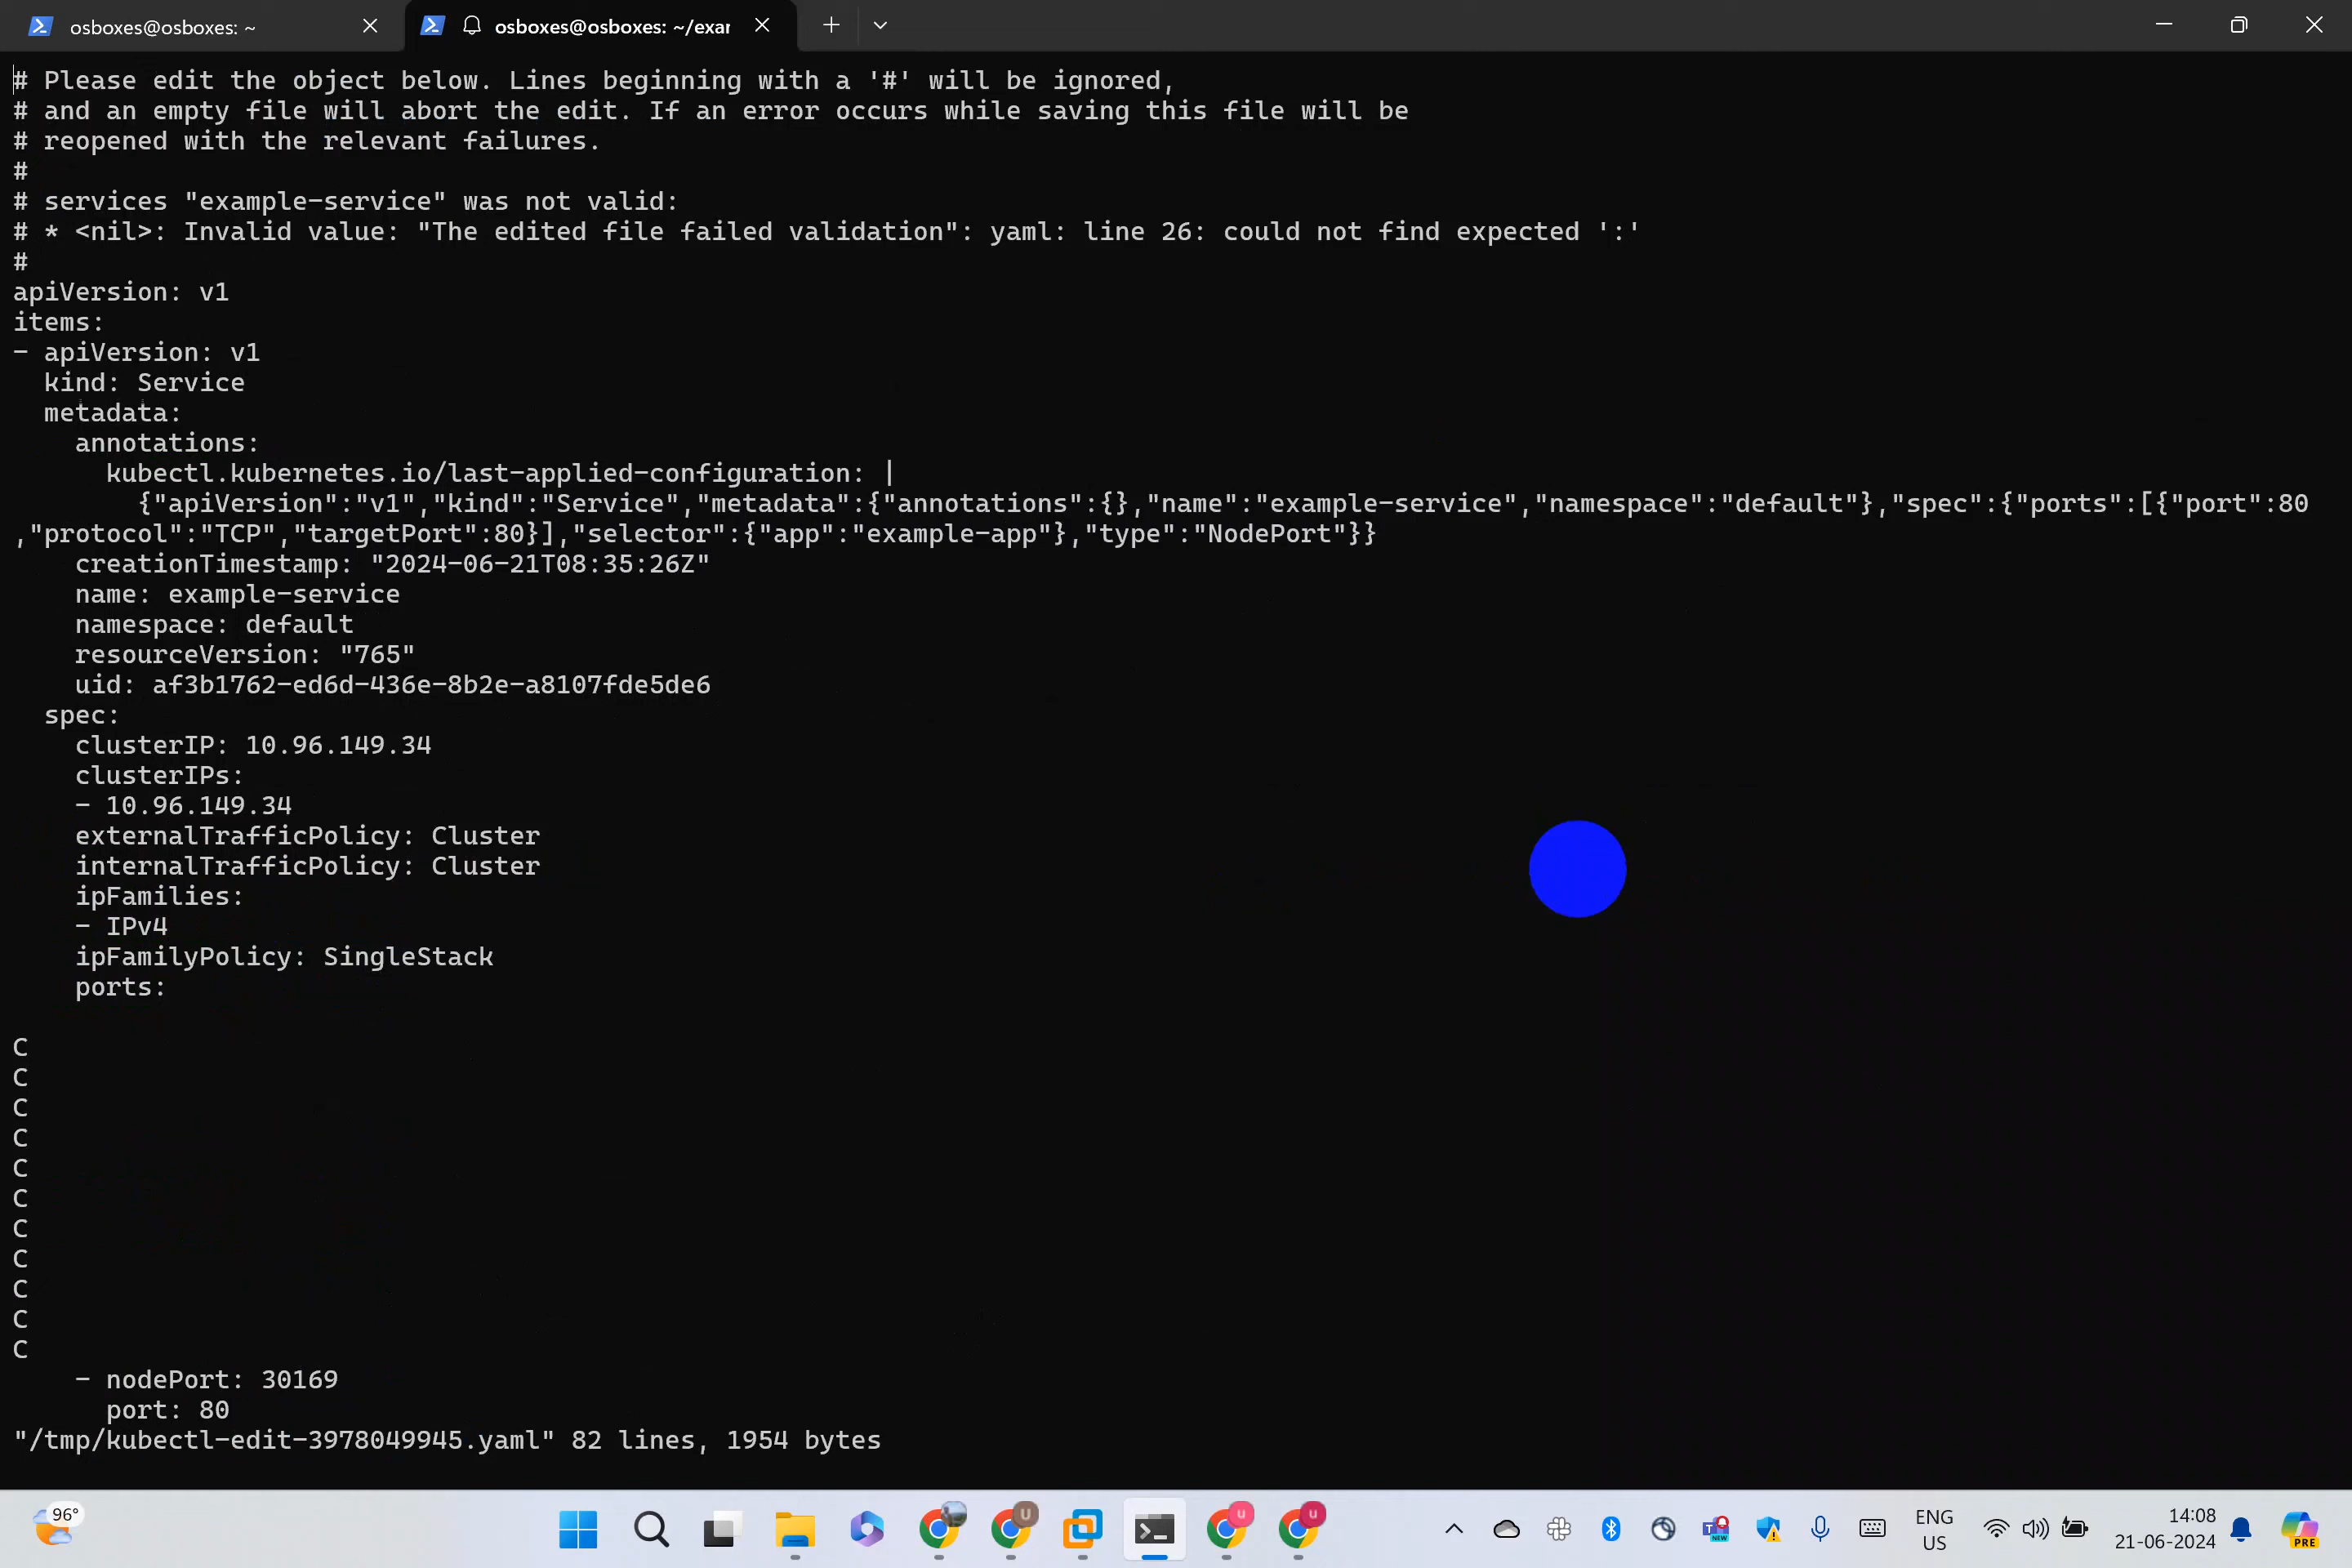 osboxes@osboxes: ~
osboxes@osboxes: ~/exar
# Please edit the object below. Lines beginning with a '#' will be ignored,
# and an empty file will abort the edit. If an error occurs while saving this file will be
# reopened with the relevant failures.
#
# services "example-service" was not valid:
# * <nil>: Invalid value: "The edited file failed validation": yaml: line 26: could not find expected ':'
#
apiVersion: v1
items:
- apiVersion: v1
  kind: Service
  metadata:
    annotations:
      kubectl.kubernetes.io/last-applied-configuration: |
        {"apiVersion":"v1","kind":"Service","metadata":{"annotations":{},"name":"example-service","namespace":"default"},"spec":{"ports":[{"port":80
,"protocol":"TCP","targetPort":80}],"selector":{"app":"example-app"},"type":"NodePort"}}
    creationTimestamp: "2024-06-21T08:35:26Z"
    name: example-service
    namespace: default
    resourceVersion: "765"
    uid: af3b1762-ed6d-436e-8b2e-a8107fde5de6
  spec:
    clusterIP: 10.96.149.34
    clusterIPs:
    - 10.96.149.34
    externalTrafficPolicy: Cluster
    internalTrafficPolicy: Cluster
    ipFamilies:
    - IPv4
    ipFamilyPolicy: SingleStack
    ports:
C
C
C
C
C
C
C
C
C
C
C
    - nodePort: 30169
      port: 80
"/tmp/kubectl-edit-3978049945.yaml" 82 lines, 1954 bytes
96°
U
u
u
NEW
ENG
US
14:08
21-06-2024
PRE